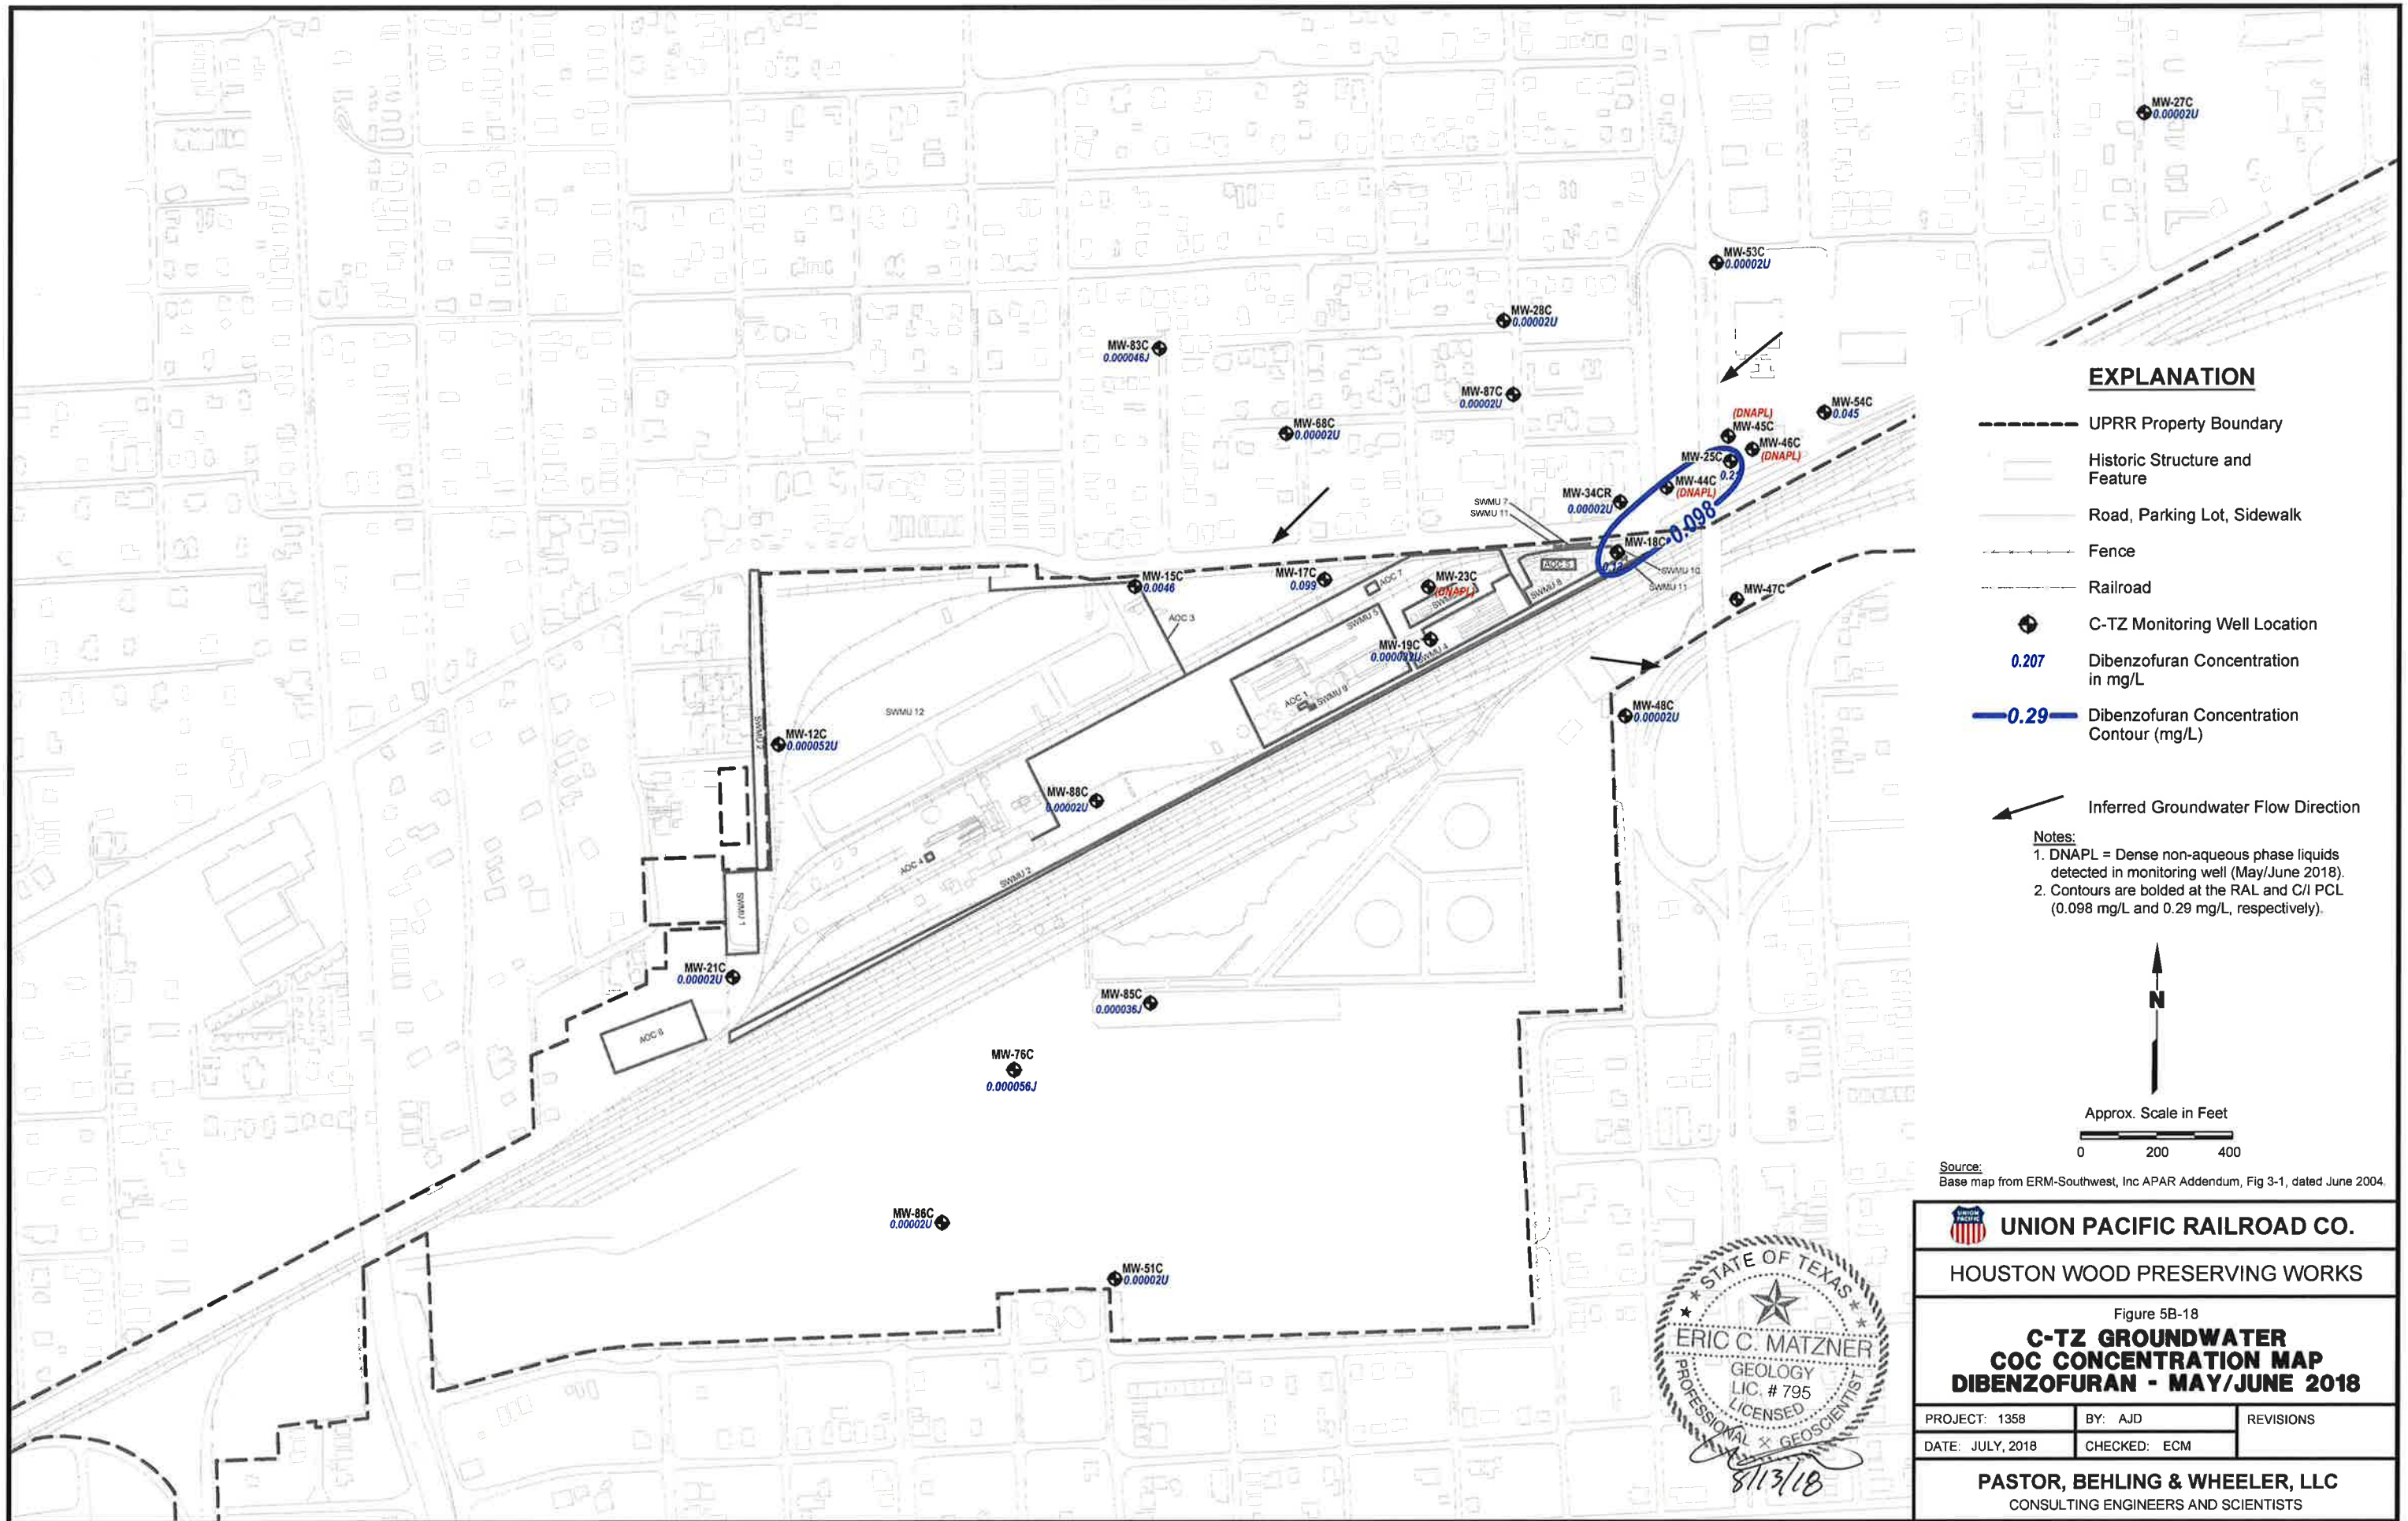 MW-27C
0.00002U
MW-53C
0.00002U
MW-28C
0.00002U
MW-83C
0.000046J
MW-87C
0.00002U
MW-68C
0.00002U
MW-54C
0.045
(DNAPL)
MW-45C
MW-46C
(DNAPL)
MW-25C
MW-44C
(DNAPL)
MW-34CR
0.00002U
0.098
SWMU 7
SWMU 11
MW-18C
SWMU 10
SWMU 11
AOC 5
SWMU 8
MW-15C
0.0046
MW-17C
0.099
AOC 7
MW-23C
(DNAPL)
MW-47C
AOC 3
SWMU 5
MW-19C
SWMU 4
AOC 1
SWMU 9
MW-48C
0.00002U
SWMU 12
SWMU 2
MW-12C
0.000052U
MW-88C
0.00002U
AOC 4
SWMU 2
SWMU 1
MW-21C
0.00002U
AOC 6
MW-85C
0.000036J
MW-76C
0.000056J
MW-86C
0.00002U
MW-51C
0.00002U
EXPLANATION
UPRR Property Boundary
Historic Structure and
Feature
Road, Parking Lot, Sidewalk
Fence
Railroad
C-TZ Monitoring Well Location
0.207
Dibenzofuran Concentration
in mg/L
0.29
Dibenzofuran Concentration
Contour (mg/L)
Inferred Groundwater Flow Direction
Notes:
1. DNAPL = Dense non-aqueous phase liquids
detected in monitoring well (May/June 2018).
2. Contours are bolded at the RAL and C/I PCL
(0.098 mg/L and 0.29 mg/L, respectively).
N
Approx. Scale in Feet
0 200 400
Source:
Base map from ERM-Southwest, Inc APAR Addendum, Fig 3-1, dated June 2004.
UNION PACIFIC
UNION PACIFIC RAILROAD CO.
HOUSTON WOOD PRESERVING WORKS
Figure 5B-18
C-TZ GROUNDWATER
COC CONCENTRATION MAP
DIBENZOFURAN - MAY/JUNE 2018
PROJECT: 1358
BY: AJD
REVISIONS
DATE: JULY, 2018
CHECKED: ECM
PASTOR, BEHLING & WHEELER, LLC
CONSULTING ENGINEERS AND SCIENTISTS
STATE OF TEXAS
ERIC C. MATZNER
GEOLOGY
LIC. # 795
LICENSED
PROFESSIONAL GEOSCIENTIST
8/13/18